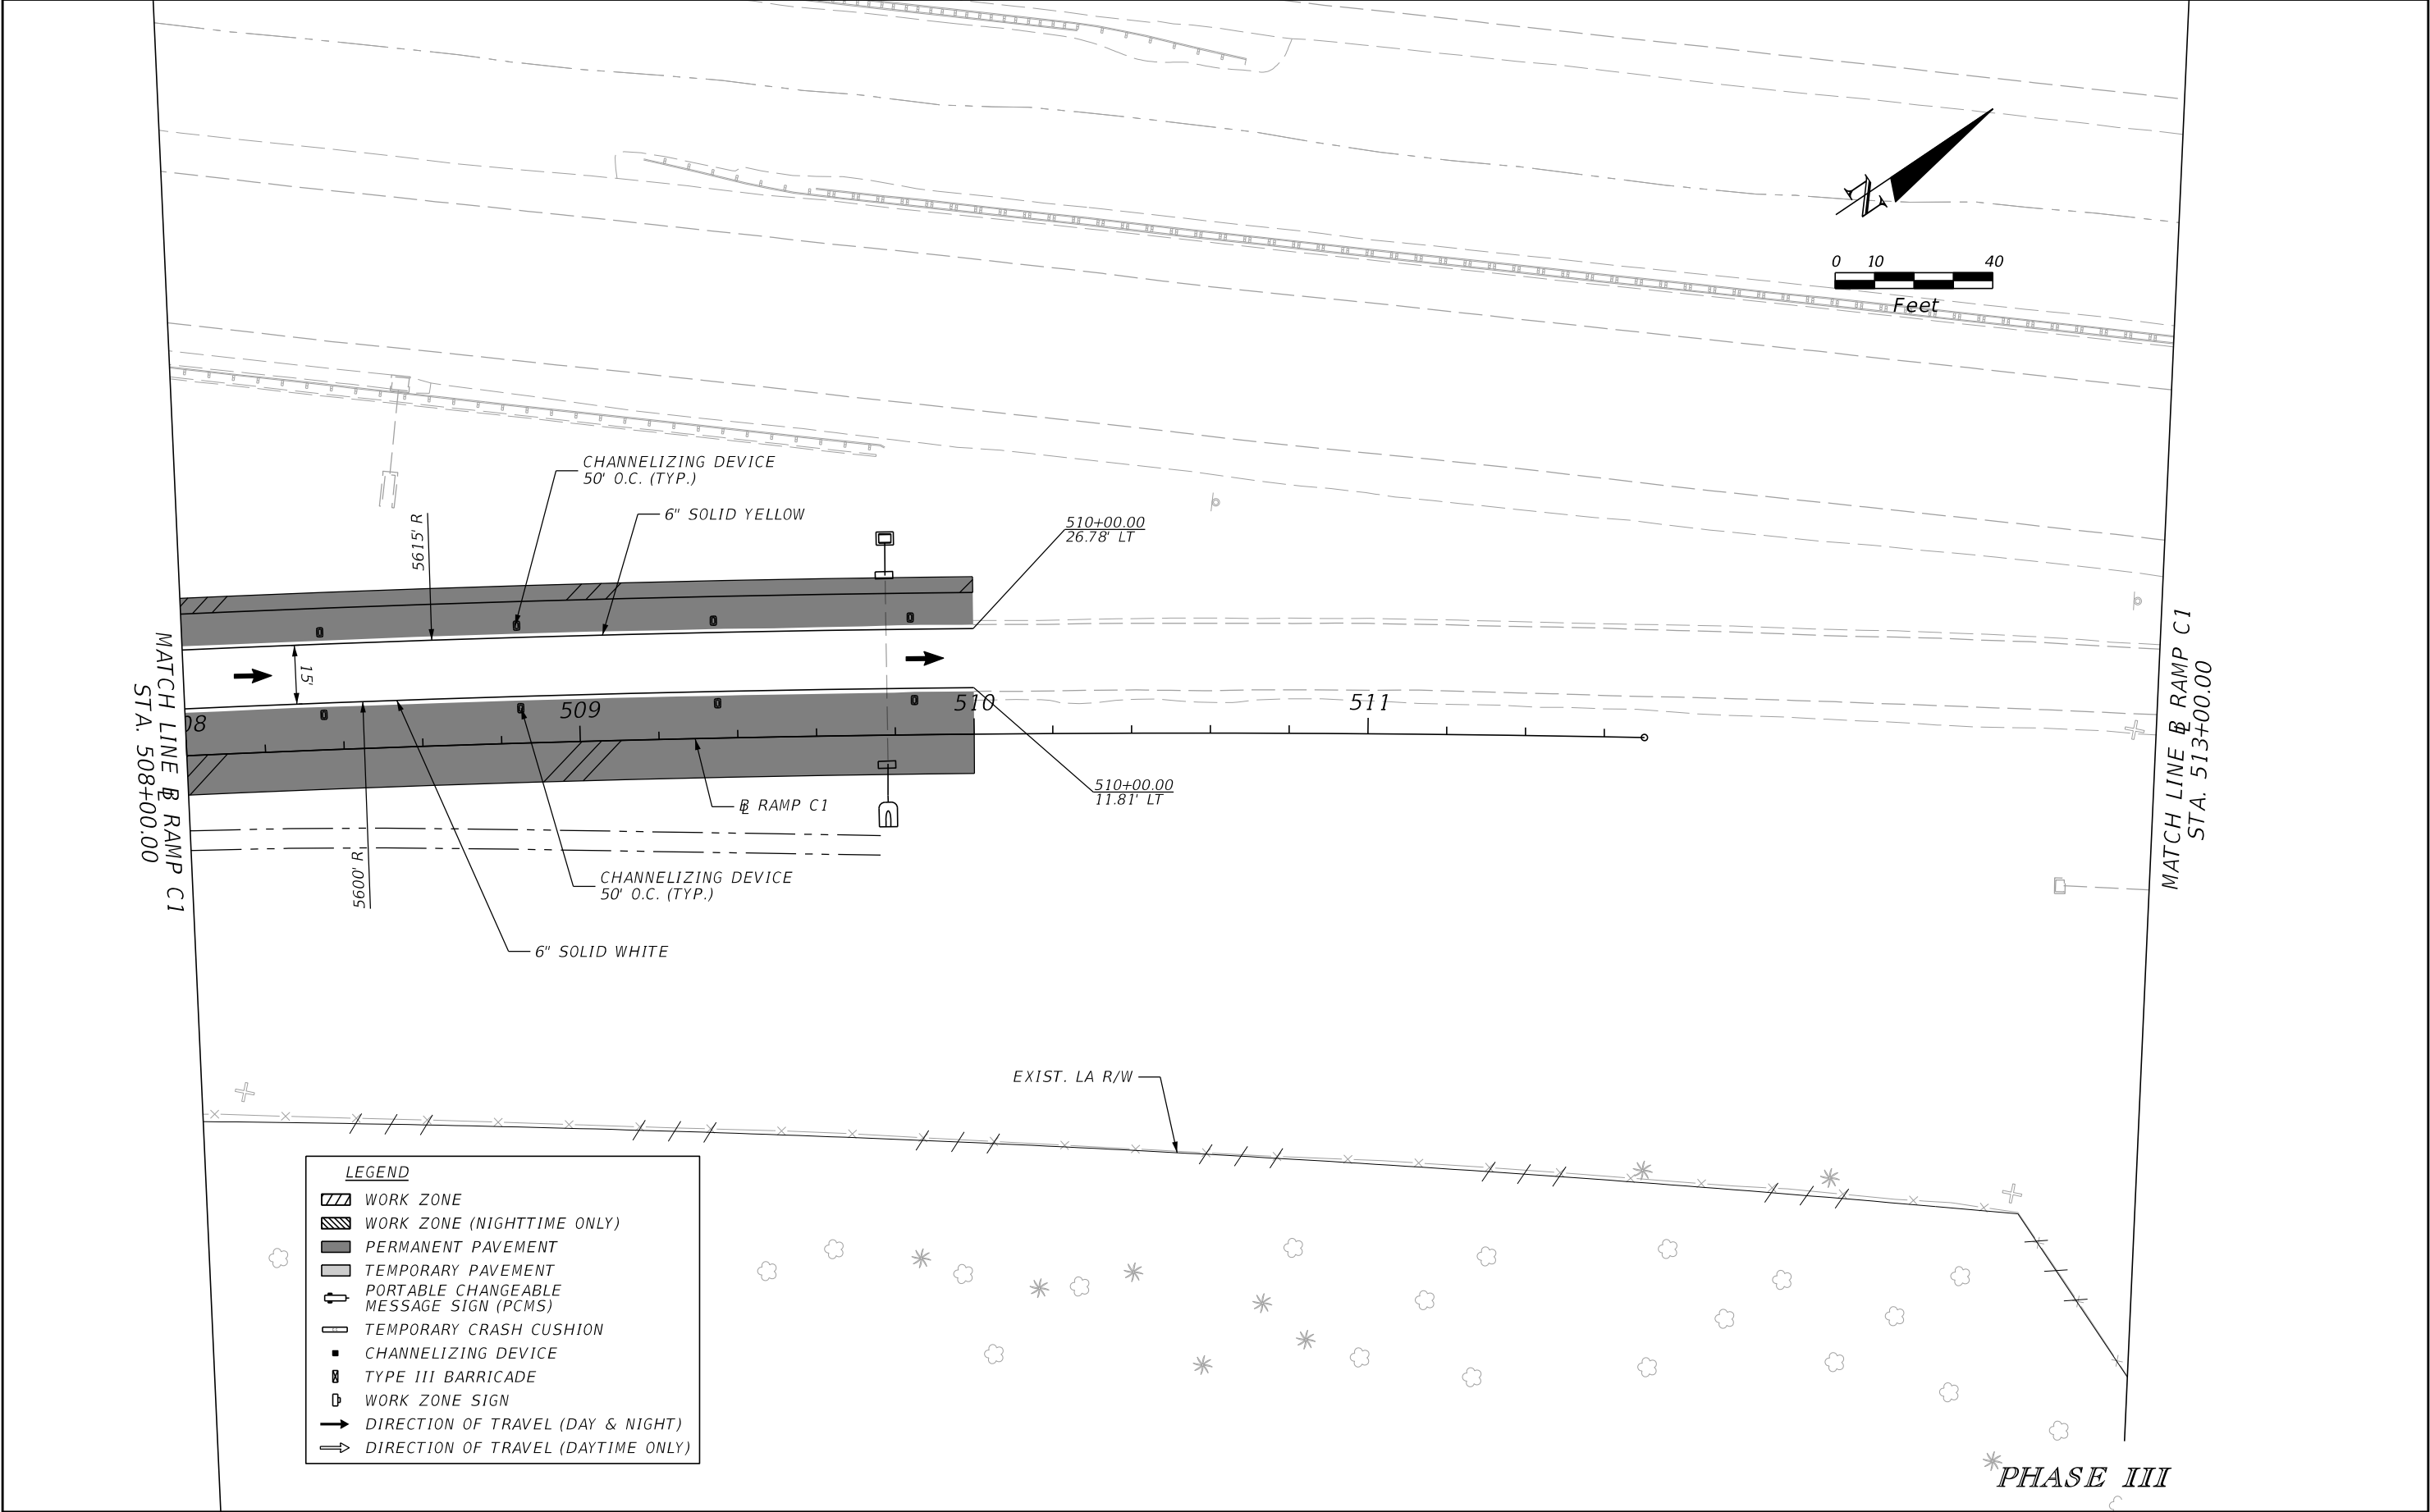 0 10 40
Feet
N
CHANNELIZING DEVICE
50' O.C. (TYP.)
6" SOLID YELLOW
5615' R
510+00.00
26.78' LT
15'
08
509
510
511
MATCH LINE BL RAMP C1
STA. 508+00.00
MATCH LINE BL RAMP C1
STA. 513+00.00
510+00.00
11.81' LT
BL RAMP C1
5600' R
CHANNELIZING DEVICE
50' O.C. (TYP.)
6" SOLID WHITE
EXIST. LA R/W
LEGEND
WORK ZONE
WORK ZONE (NIGHTTIME ONLY)
PERMANENT PAVEMENT
TEMPORARY PAVEMENT
PORTABLE CHANGEABLE
MESSAGE SIGN (PCMS)
TEMPORARY CRASH CUSHION
CHANNELIZING DEVICE
TYPE III BARRICADE
WORK ZONE SIGN
DIRECTION OF TRAVEL (DAY & NIGHT)
DIRECTION OF TRAVEL (DAYTIME ONLY)
PHASE III